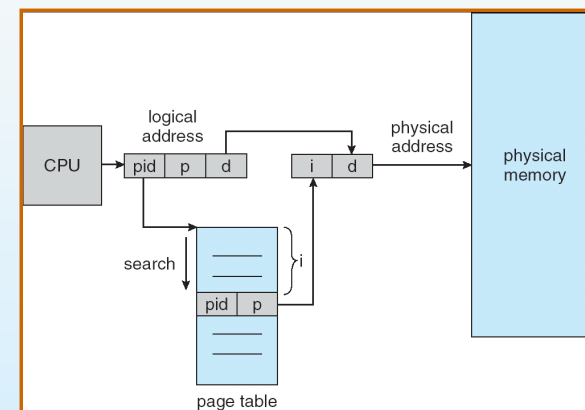 logical
address
physical
address
CPU
pid p d
i d
physical
memory
search
i
pid p
page table